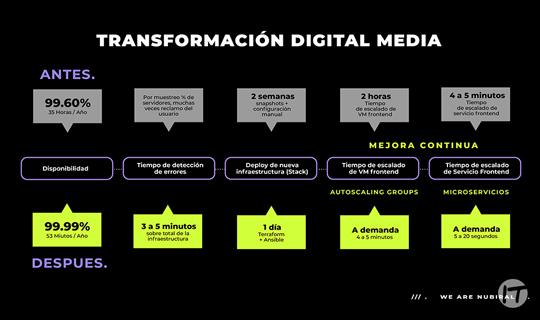 TRANSFORMACIÓN DIGITAL MEDIA
ANTES.
99.60%
35 Horas / Año
Por muestreo % de
servidores, muchas
veces reclamo del
usuario
2 semanas
snapshots +
configuración
manual
2 horas
Tiempo
de escalado de
VM frontend
4 a 5 minutos
Tiempo
de escalado de
servicio frontend
MEJORA CONTINUA
Disponibilidad
Tiempo de detección
de errores
Deploy de nueva
infraestructura (Stack)
Tiempo de escalado
de VM frontend
Tiempo de escalado
de Servicio Frontend
AUTOSCALING GROUPS
MICROSERVICIOS
99.99%
53 Miutos / Año
3 a 5 minutos
sobre total de la
infraestructura
1 día
Terraform
+ Ansible
A demanda
4 a 5 minutos
A demanda
5 a 20 segundos
DESPUES.
/// . WE ARE NUBIRAL .
IT